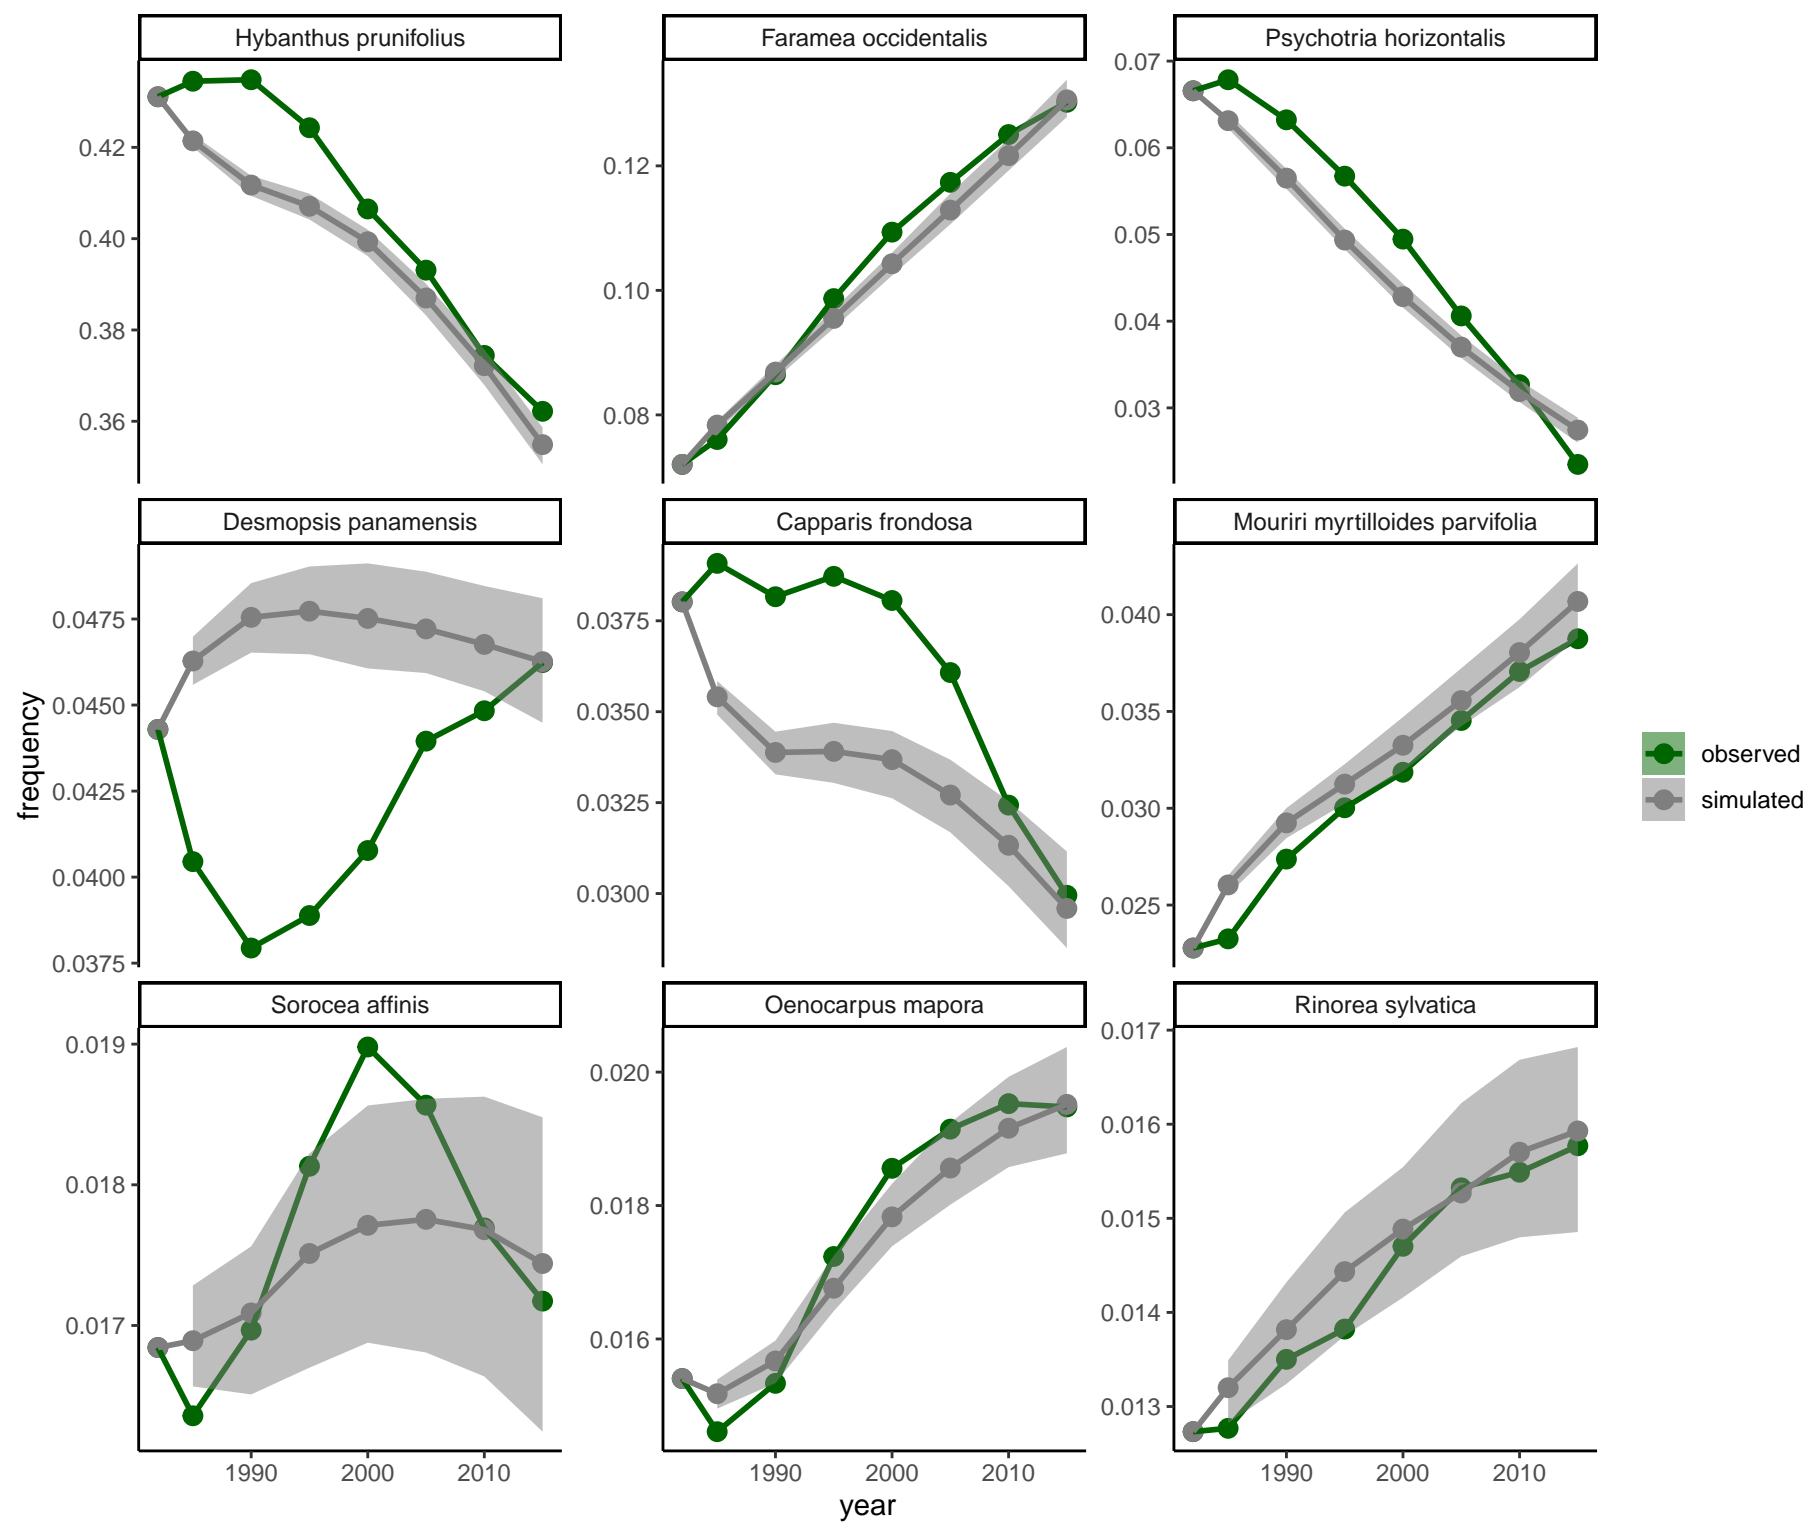 Hybanthus prunifolius
Faramea occidentalis
Psychotria horizontalis
0.42
0.40
0.38
0.36
0.12
0.10
0.08
0.07
0.06
0.05
0.04
0.03
Desmopsis panamensis
Capparis frondosa
Mouriri myrtilloides parvifolia
frequency
0.0475
0.0450
0.0425
0.0400
0.0375
0.0375
0.0350
0.0325
0.0300
0.040
0.035
0.030
0.025
observed
simulated
Sorocea affinis
Oenocarpus mapora
Rinorea sylvatica
0.019
0.018
0.017
0.020
0.018
0.016
0.017
0.016
0.015
0.014
0.013
1990 2000 2010
1990 2000 2010
1990 2000 2010
year